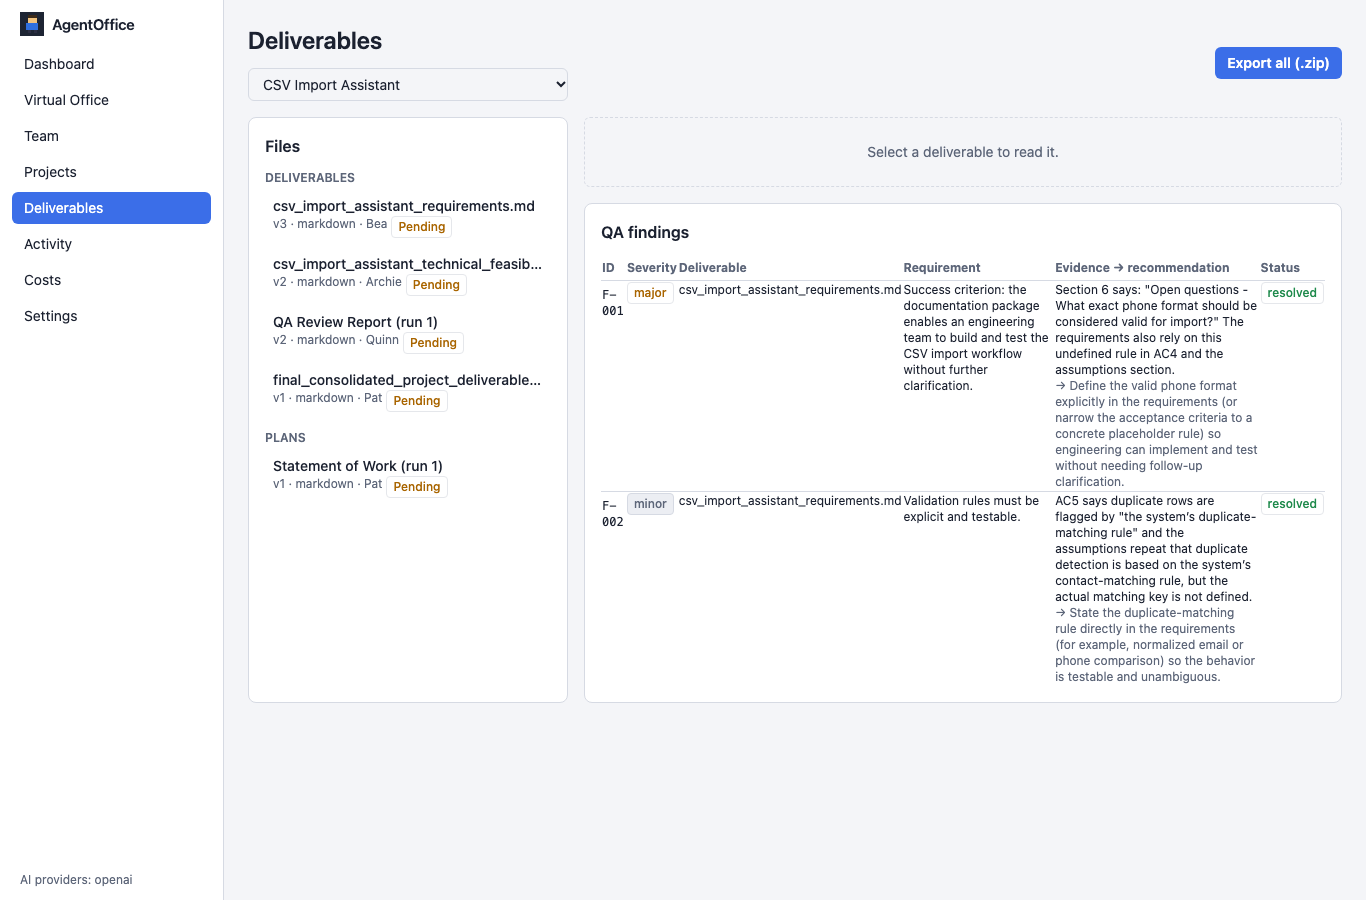 AgentOffice
Dashboard
Virtual Office
Team
Projects
Deliverables
Activity
Costs
Settings
AI providers: openai
Deliverables
CSV Import Assistant
Export all (.zip)
Files
DELIVERABLES
csv_import_assistant_requirements.md
v3 · markdown · Bea Pending
csv_import_assistant_technical_feasib...
v2 · markdown · Archie Pending
QA Review Report (run 1)
v2 · markdown · Quinn Pending
final_consolidated_project_deliverable...
v1 · markdown · Pat Pending
PLANS
Statement of Work (run 1)
v1 · markdown · Pat Pending
Select a deliverable to read it.
QA findings
ID Severity Deliverable Requirement Evidence → recommendation Status
F-
001
major
csv_import_assistant_requirements.md
Success criterion: the
documentation package
enables an engineering
team to build and test the
CSV import workflow
without further
clarification.
Section 6 says: "Open questions -
What exact phone format should be
considered valid for import?" The
requirements also rely on this
undefined rule in AC4 and the
assumptions section.
→ Define the valid phone format
explicitly in the requirements (or
narrow the acceptance criteria to a
concrete placeholder rule) so
engineering can implement and test
without needing follow-up
clarification.
resolved
F-
002
minor
csv_import_assistant_requirements.md
Validation rules must be
explicit and testable.
AC5 says duplicate rows are
flagged by "the system's duplicate-
matching rule" and the
assumptions repeat that duplicate
detection is based on the system's
contact-matching rule, but the
actual matching key is not defined.
→ State the duplicate-matching
rule directly in the requirements
(for example, normalized email or
phone comparison) so the behavior
is testable and unambiguous.
resolved